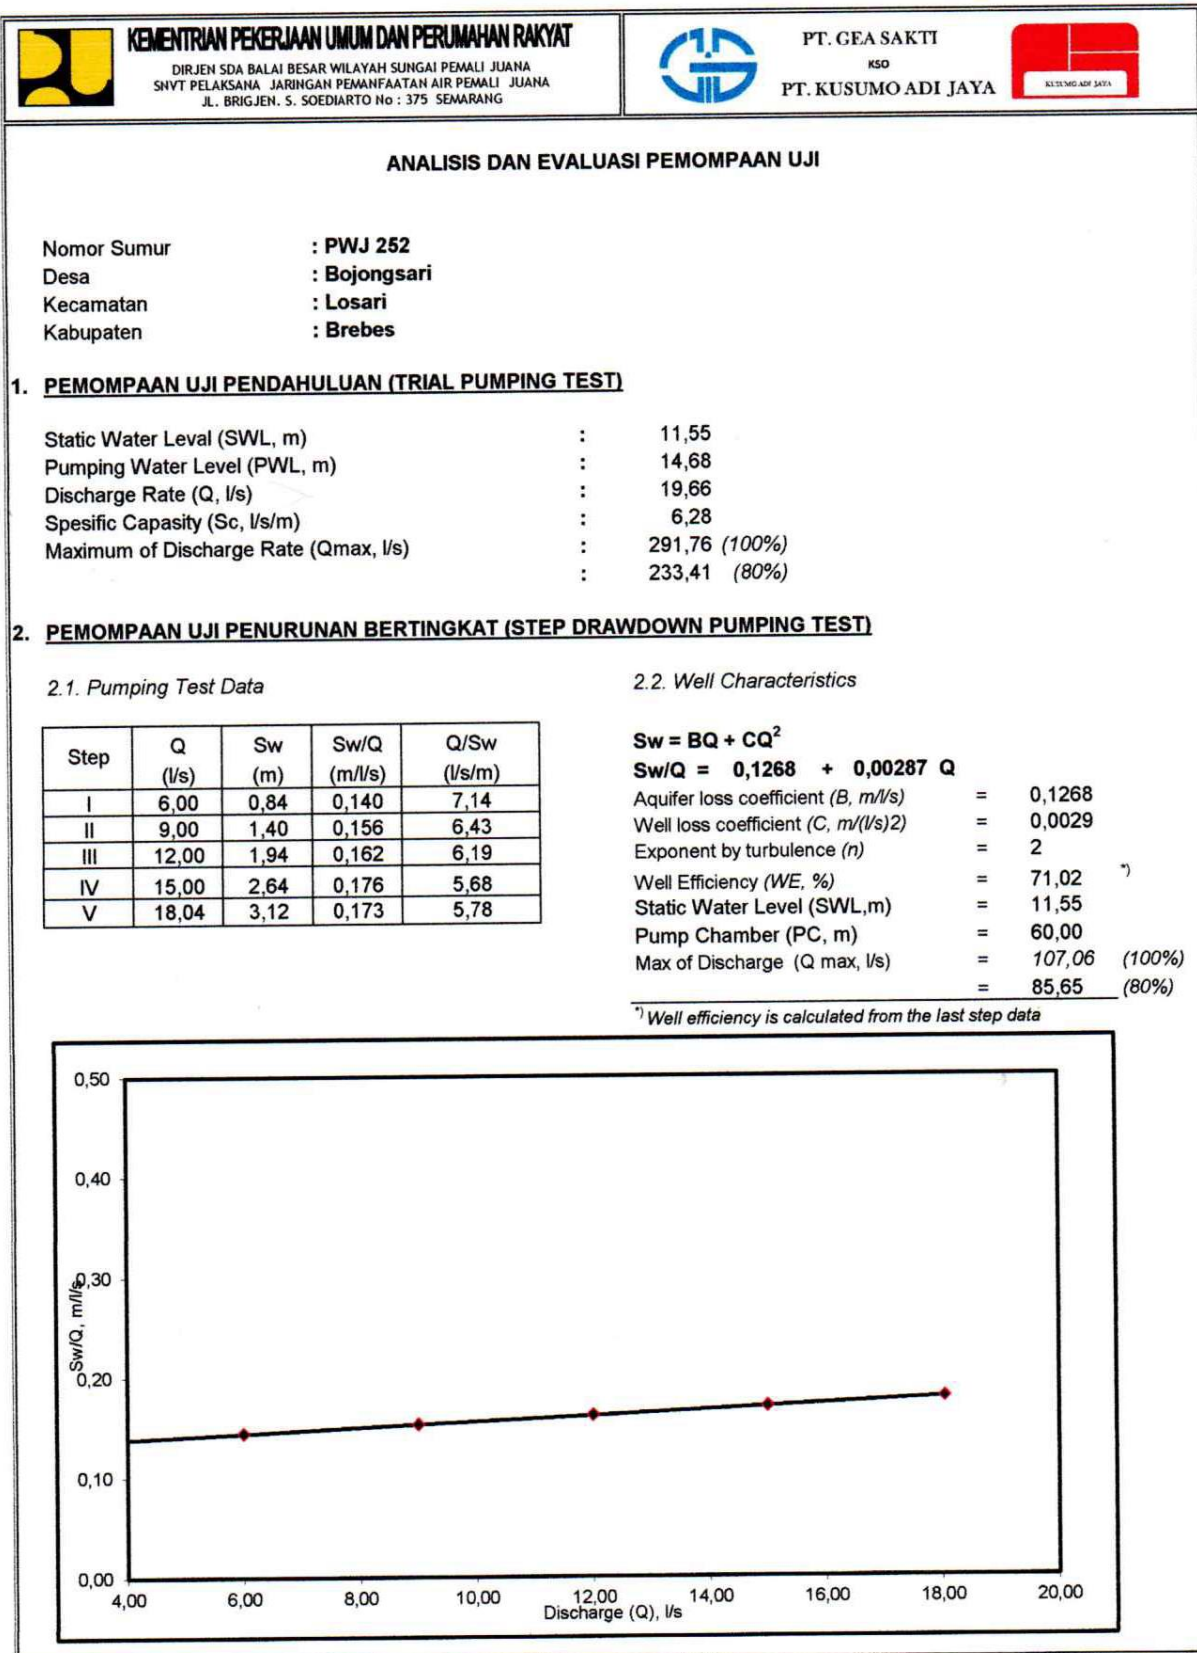 KEMENTRIAN PEKERJAAN UMUM DAN PERUMAHAN RAKYAT
DIRJEN SDA BALAI BESAR WILAYAH SUNGAI PEMALI JUANA
SNVT PELAKSANA JARINGAN PEMANFAATAN AIR PEMALI JUANA
JL. BRIGJEN. S. SOEDIARTO No : 375 SEMARANG
PT. GEA SAKTI
KSO
PT. KUSUMO ADI JAYA
KUSUMO ADI JAYA
ANALISIS DAN EVALUASI PEMOMPAAN UJI
Nomor Sumur : PWJ 252
Desa : Bojongsari
Kecamatan : Losari
Kabupaten : Brebes
1. PEMOMPAAN UJI PENDAHULUAN (TRIAL PUMPING TEST)
Static Water Leval (SWL, m) : 11,55
Pumping Water Level (PWL, m) : 14,68
Discharge Rate (Q, l/s) : 19,66
Spesific Capasity (Sc, l/s/m) : 6,28
Maximum of Discharge Rate (Qmax, l/s) : 291,76 (100%)
: 233,41 (80%)
2. PEMOMPAAN UJI PENURUNAN BERTINGKAT (STEP DRAWDOWN PUMPING TEST)
2.1. Pumping Test Data
Step Q Sw Sw/Q Q/Sw
(l/s) (m) (m/l/s) (l/s/m)
I 6,00 0,84 0,140 7,14
II 9,00 1,40 0,156 6,43
III 12,00 1,94 0,162 6,19
IV 15,00 2,64 0,176 5,68
V 18,04 3,12 0,173 5,78
2.2. Well Characteristics
Sw = BQ + CQ²
Sw/Q = 0,1268 + 0,00287 Q
Aquifer loss coefficient (B, m/l/s) = 0,1268
Well loss coefficient (C, m/(l/s)2) = 0,0029
Exponent by turbulence (n) = 2
Well Efficiency (WE, %) = 71,02 *)
Static Water Level (SWL,m) = 11,55
Pump Chamber (PC, m) = 60,00
Max of Discharge (Q max, l/s) = 107,06 (100%)
= 85,65 (80%)
*) Well efficiency is calculated from the last step data
0,50
0,40
0,30
0,20
0,10
0,00
Sw/Q, m/l/s
4,00 6,00 8,00 10,00 12,00 14,00 16,00 18,00 20,00
Discharge (Q), l/s